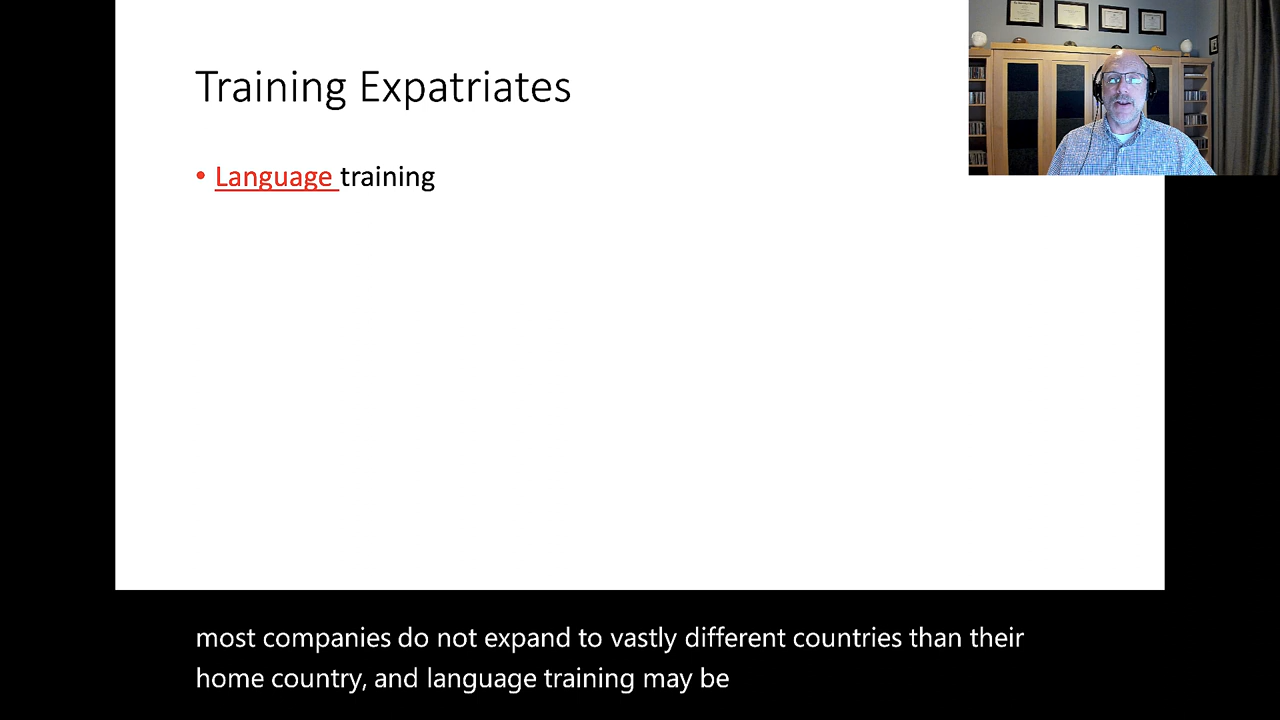 Training Expatriates
• Language training
most companies do not expand to vastly different countries than their
home country, and language training may be